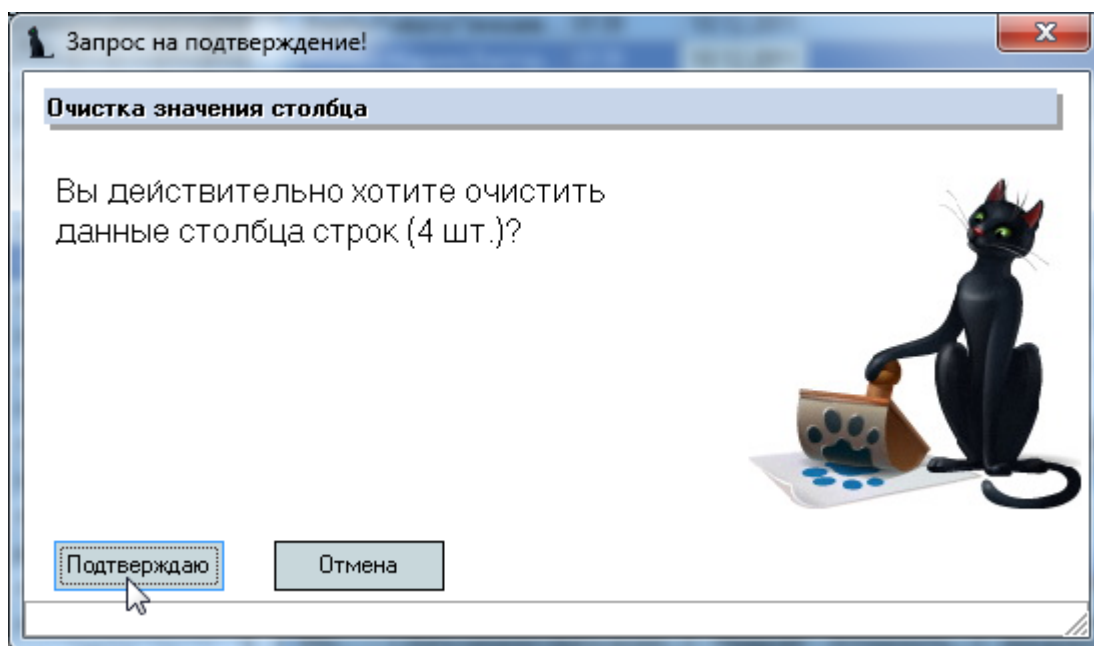 Запрос на подтверждение!
Очистка значения столбца
Вы действительно хотите очистить
данные столбца строк (4 шт.)?
Подтверждаю
Отмена